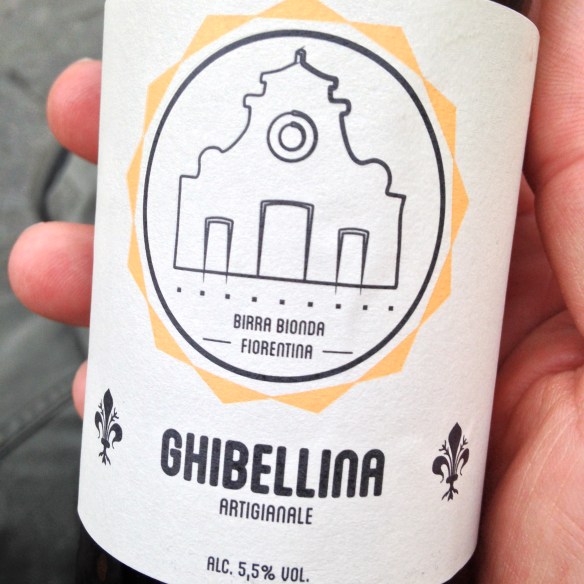 BIRRA BIONDA
FIORENTINA
GHIBELLINA
ARTIGIANALE
ALC. 5,5% VOL.